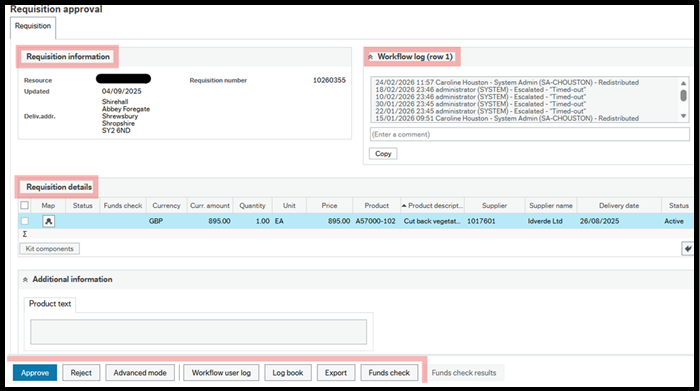 Requisition approval
Requisition
Requisition information
Resource
Requisition number 10260355
Updated 04/09/2025
Deliv.addr. Shirehall
Abbey Foregate
Shrewsbury
Shropshire
SY2 6ND
Workflow log (row 1)
24/02/2026 11:57 Caroline Houston - System Admin (SA-CHOUSTON) - Redistributed
18/02/2026 23:46 administrator (SYSTEM) - Escalated - "Timed-out"
10/02/2026 23:46 administrator (SYSTEM) - Escalated - "Timed-out"
30/01/2026 23:45 administrator (SYSTEM) - Escalated - "Timed-out"
22/01/2026 23:45 administrator (SYSTEM) - Escalated - "Timed-out"
15/01/2026 09:51 Caroline Houston - System Admin (SA-CHOUSTON) - Redistributed
(Enter a comment)
Copy
Requisition details
Map Status Funds check Currency Curr. amount Quantity Unit Price Product Product descript... Supplier Supplier name Delivery date Status
GBP 895.00 1.00 EA 895.00 A57000-102 Cut back vegetat... 1017601 Idverde Ltd 26/08/2025 Active
Σ
Kit components
Additional information
Product text
Approve Reject Advanced mode Workflow user log Log book Export Funds check Funds check results